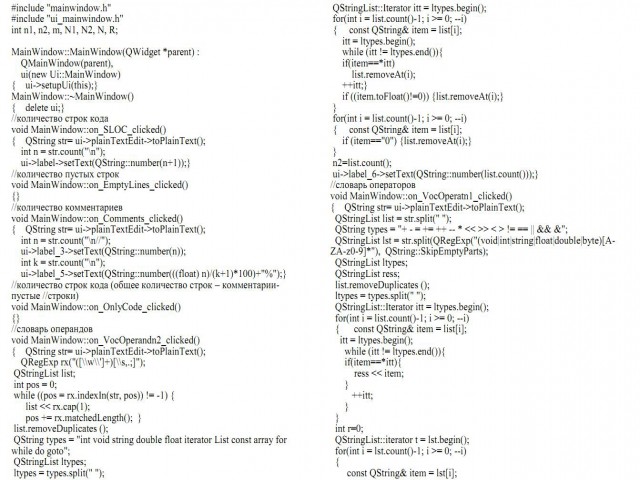 #include "mainwindow.h"
#include "ui_mainwindow.h"
int n1, n2, m, N1, N2, N, R;
MainWindow::MainWindow(QWidget *parent) :
QMainWindow(parent),
ui(new Ui::MainWindow)
{ ui->setupUi(this);}
MainWindow::~MainWindow()
{ delete ui;}
//количество строк кода
void MainWindow::on_SLOC_clicked()
{ QString str= ui->plainTextEdit->toPlainText();
int n = str.count("\n");
ui->label->setText(QString::number(n+1));}
//количество пустых строк
void MainWindow::on_EmptyLines_clicked()
{}
//количество комментариев
void MainWindow::on_Comments_clicked()
{ QString str= ui->plainTextEdit->toPlainText();
int n = str.count("\n//");
ui->label_3->setText(QString::number(n));
int k = str.count("\n");
ui->label_5->setText(QString::number(((float) n)/(k+1)*100)+"%");}
//количество строк кода (общее количество строк – комментарии-
пустые //строки)
void MainWindow::on_OnlyCode_clicked()
{}
//словарь операндов
void MainWindow::on_VocOperandn2_clicked()
{ QString str= ui->plainTextEdit->toPlainText();
QRegExp rx("([\\w\\']+)[\\s,.;]");
QStringList list;
int pos = 0;
while ((pos = rx.indexIn(str, pos)) != -1) {
list << rx.cap(1);
pos += rx.matchedLength(); }
list.removeDuplicates ();
QString types = "int void string double float iterator List const array for
while do goto";
QStringList ltypes;
ltypes = types.split(" ");
QStringList::Iterator itt = ltypes.begin();
for(int i = list.count()-1; i >= 0; --i)
{ const QString& item = list[i];
itt = ltypes.begin();
while (itt != ltypes.end()){
if(item==*itt)
list.removeAt(i);
++itt;}
if ((item.toFloat()!=0)) {list.removeAt(i);}
}
for(int i = list.count()-1; i >= 0; --i)
{ const QString& item = list[i];
if (item=="0") {list.removeAt(i);}
}
n2=list.count();
ui->label_6->setText(QString::number(list.count()));}
//словарь операторов
void MainWindow::on_VocOperatn1_clicked()
{ QString str= ui->plainTextEdit->toPlainText();
QStringList list = str.split(" ");
QString types = "+ - = += ++ -- * << >> < > != == || && &";
QStringList lst = str.split(QRegExp("(void|int|string|float|double|byte)[A-
ZA-z0-9]*"), QString::SkipEmptyParts);
QStringList ltypes;
QStringList ress;
list.removeDuplicates ();
ltypes = types.split(" ");
QStringList::Iterator itt = ltypes.begin();
for(int i = list.count()-1; i >= 0; --i)
{ const QString& item = list[i];
itt = ltypes.begin();
while (itt != ltypes.end()){
if(item==*itt){
ress << item;
}
++itt;
}
}
int r=0;
QStringList::iterator t = lst.begin();
for(int i = lst.count()-1; i >= 0; --i)
{
const QString& item = lst[i];